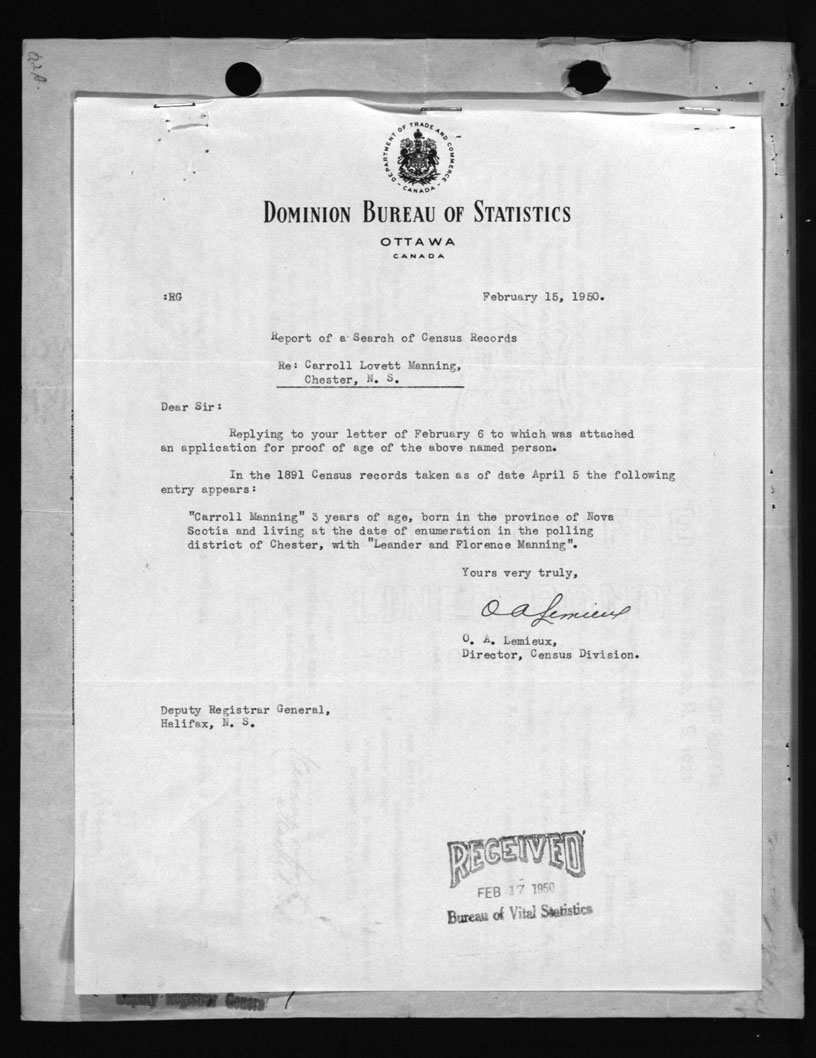 DEPARTMENT OF TRADE AND COMMERCE
CANADA
DOMINION BUREAU OF STATISTICS
OTTAWA
CANADA
:RG February 15, 1950.
Report of a Search of Census Records
Re: Carroll Lovett Manning,
Chester, N. S.
Dear Sir:
Replying to your letter of February 6 to which was attached
an application for proof of age of the above named person.
In the 1891 Census records taken as of date April 5 the following
entry appears:
"Carroll Manning" 3 years of age, born in the province of Nova
Scotia and living at the date of enumeration in the polling
district of Chester, with "Leander and Florence Manning".
Yours very truly,
O A Lemieux
O. A. Lemieux,
Director, Census Division.
Deputy Registrar General,
Halifax, N. S.
RECEIVED
FEB 17 1950
Bureau of Vital Statistics
Deputy Registrar Genera